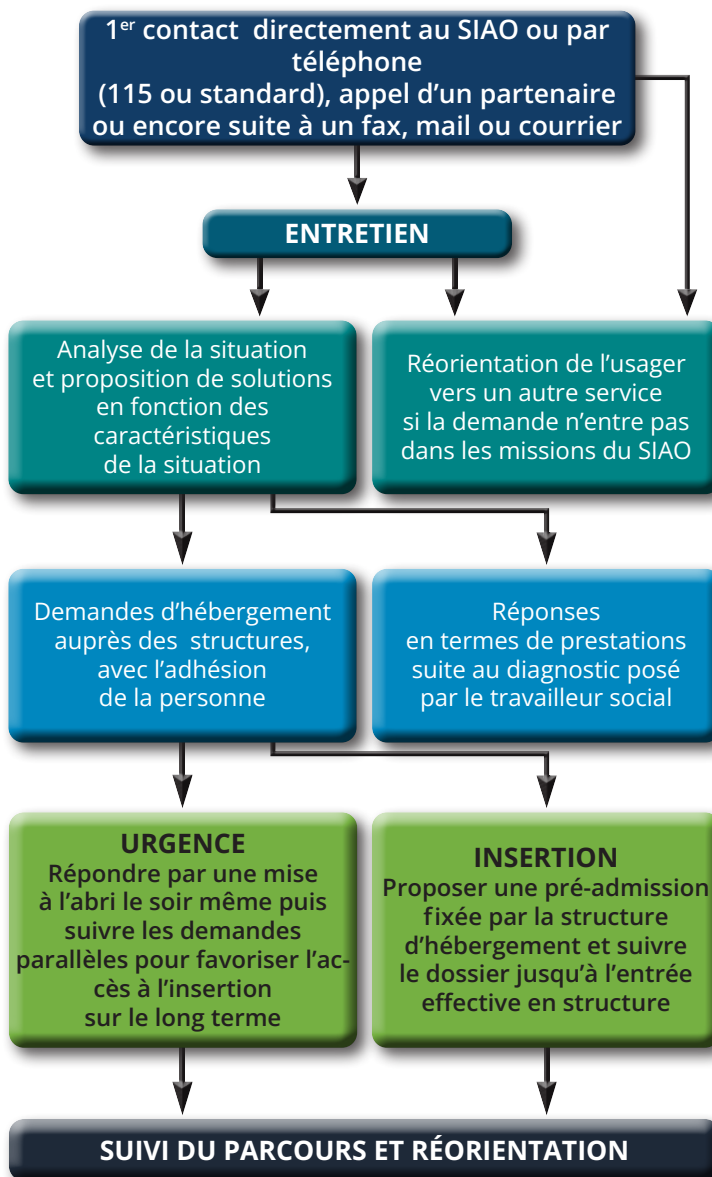 1er contact directement au SIAO ou par
téléphone
(115 ou standard), appel d'un partenaire
ou encore suite à un fax, mail ou courrier
ENTRETIEN
Analyse de la situation
et proposition de solutions
en fonction des
caractéristiques
de la situation
Réorientation de l'usager
vers un autre service
si la demande n'entre pas
dans les missions du SIAO
Demandes d'hébergement
auprès des structures,
avec l'adhésion
de la personne
Réponses
en termes de prestations
suite au diagnostic posé
par le travailleur social
URGENCE
Répondre par une mise
à l'abri le soir même puis
suivre les demandes
parallèles pour favoriser l'ac-
cès à l'insertion
sur le long terme
INSERTION
Proposer une pré-admission
fixée par la structure
d'hébergement et suivre
le dossier jusqu'à l'entrée
effective en structure
SUIVI DU PARCOURS ET RÉORIENTATION